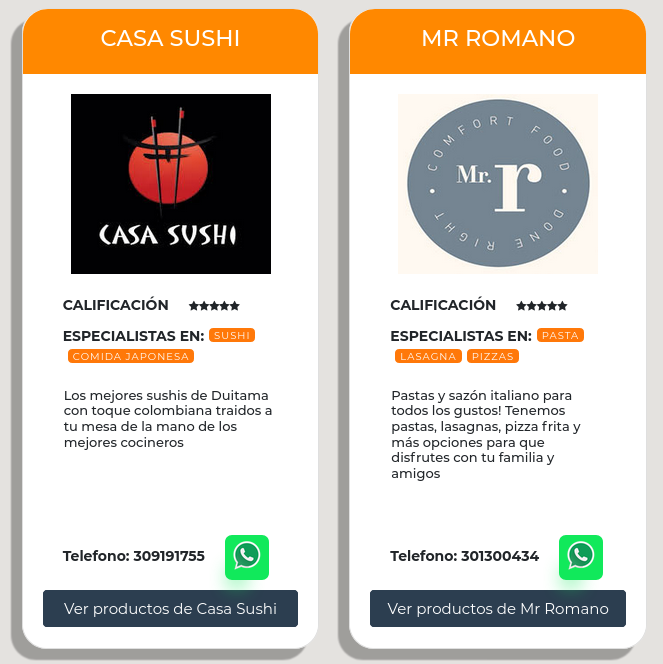 CASA SUSHI
CASA SUSHI
CALIFICACIÓN
ESPECIALISTAS EN: SUSHI
COMIDA JAPONESA
Los mejores sushis de Duitama
con toque colombiana traidos a
tu mesa de la mano de los
mejores cocineros
Telefono: 309191755
Ver productos de Casa Sushi
MR ROMANO
COMFORT FOOD
Mr. r
DONE RIGHT
CALIFICACIÓN
ESPECIALISTAS EN: PASTA
LASAGNA PIZZAS
Pastas y sazón italiano para
todos los gustos! Tenemos
pastas, lasagnas, pizza frita y
más opciones para que
disfrutes con tu familia y
amigos
Telefono: 301300434
Ver productos de Mr Romano